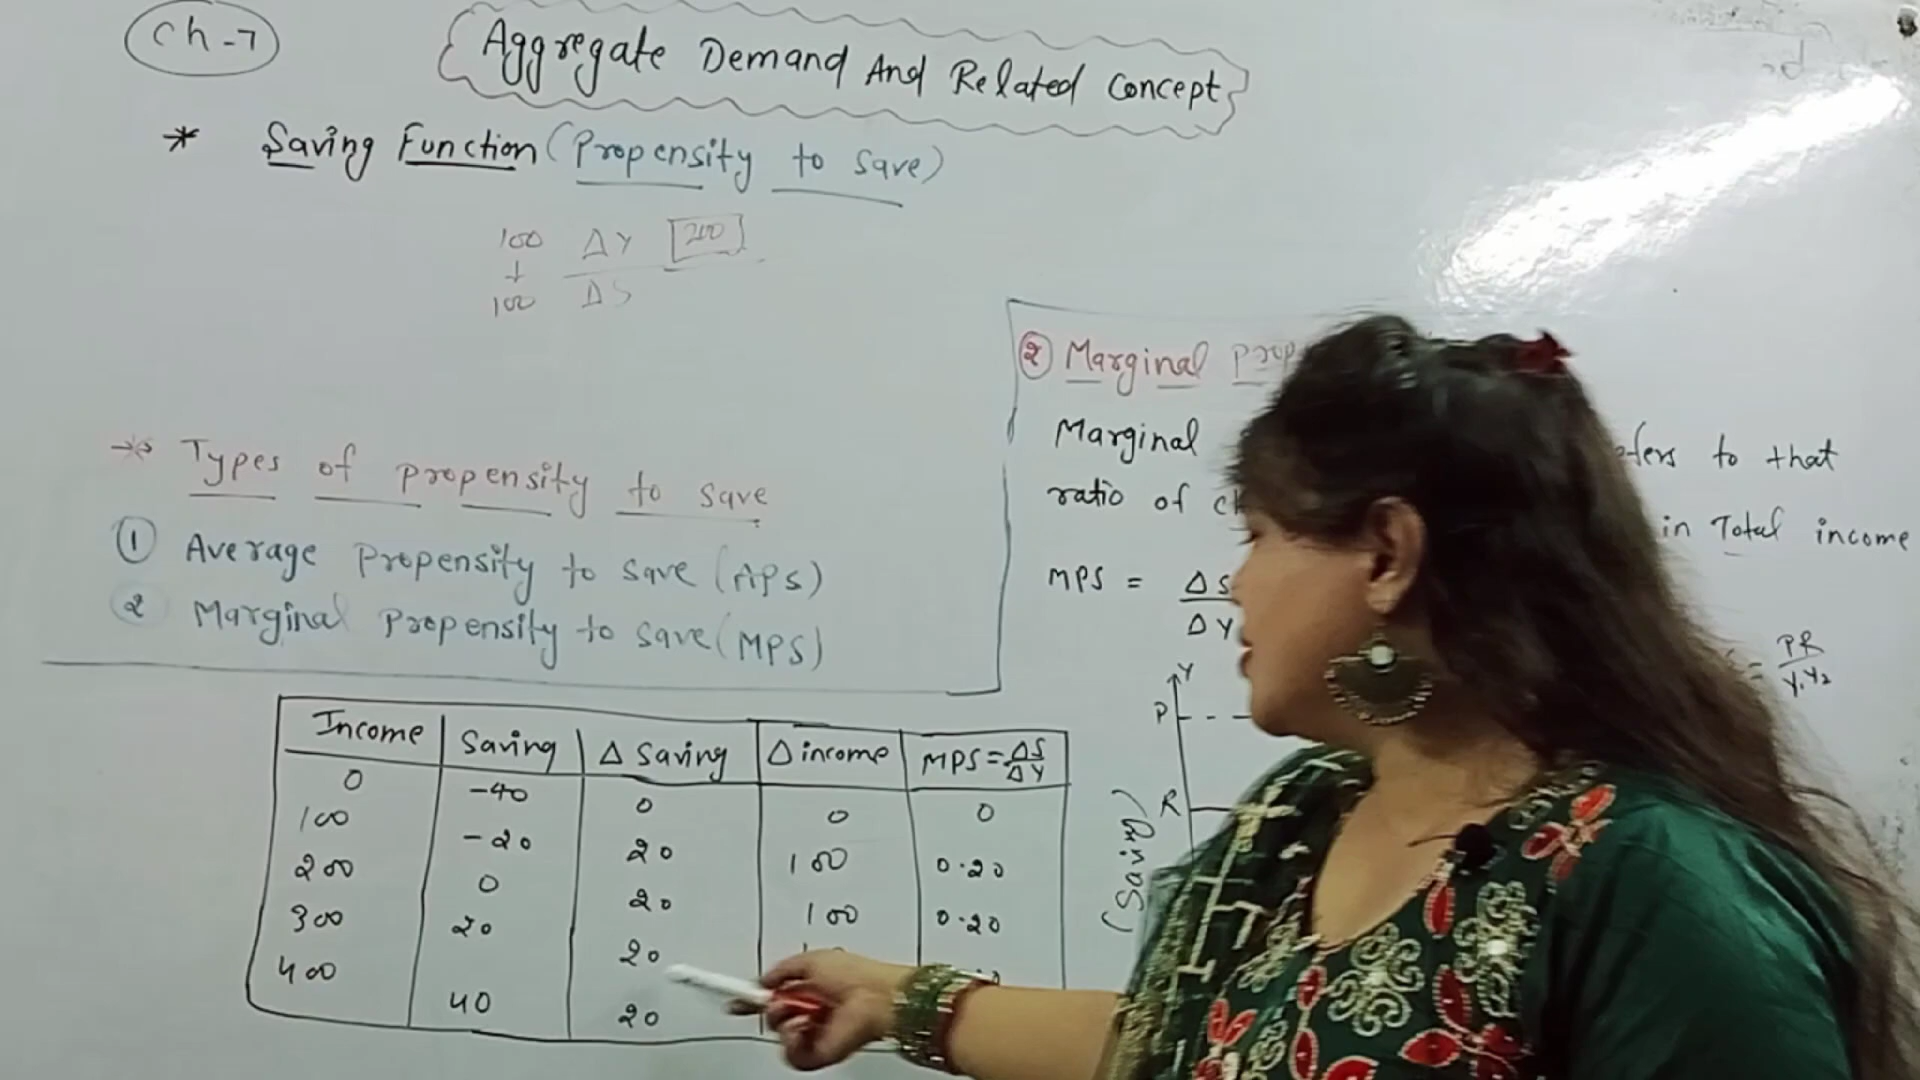 Ch-7
Aggregate Demand And Related Concept
* Saving Function (Propensity to save)
100 ΔY 200
+
100 ΔS
Types of propensity to save
① Average Propensity to save (APS)
② Marginal Propensity to save (MPS)
② Marginal
Marginal to that
ratio of in Total income
MPS = ΔS
ΔY
= PR
Y₁Y₂
Y
P
R
(Saving)
Income Saving Δ Saving Δ income MPS = ΔS/ΔY
0 -40 0 0 0
100 -20 20 100 0.20
200 0 20 100 0.20
300 20 20
400 40 20